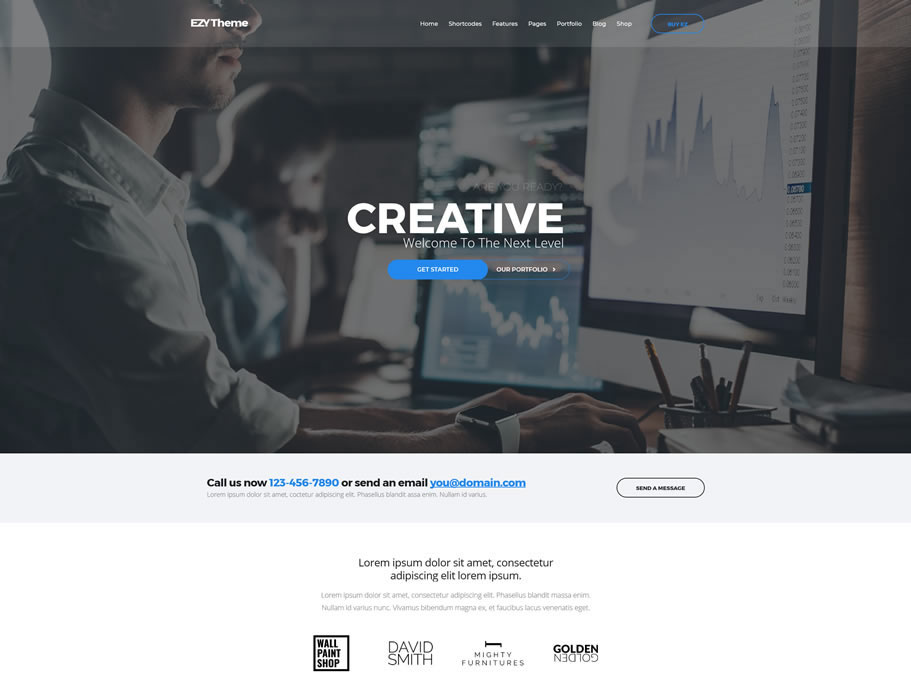 EZY Theme
Home Shortcodes Features Pages Portfolio Blog Shop BUY EZ
ARE YOU READY?
CREATIVE
Welcome To The Next Level
GET STARTED
OUR PORTFOLIO
Call us now 123-456-7890 or send an email you@domain.com
Lorem ipsum dolor sit amet, coctetur adipiscing elit. Phasellus blandit assa enim. Nullam id varius.
SEND A MESSAGE
Lorem ipsum dolor sit amet, consectetur
adipiscing elit lorem ipsum.
Lorem ipsum dolor sit amet, consectetur adipiscing elit. Phasellus blandit massa enim.
Nullam id varius nunc. Vivamus bibendum magna ex, et faucibus lacus venenatis eget.
WALL
PAINT
SHOP
DAVID
SMITH
MIGHTY
FURNITURES
GOLDEN
GOLDEN